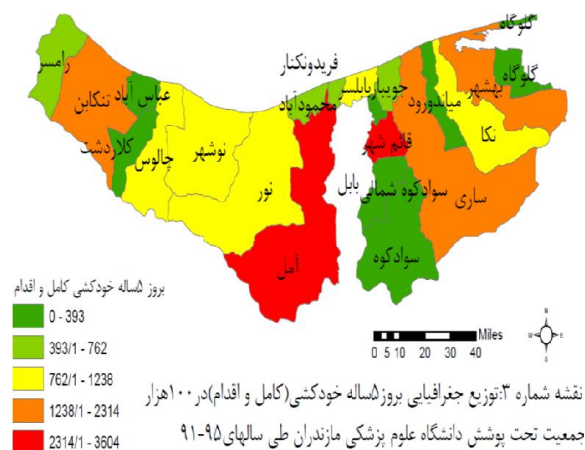 گلوگاه
رامسر
تنکابن
عباس آباد
کلاردشت
چالوس
نوشهر
نور
آمل
محمودآباد
فریدونکنار
بابلسر
بابل
جویبار
قائم شهر
سوادکوه شمالی
سوادکوه
ساری
میاندورود
نکا
بهشهر
گلوگاه
بروز ۵ساله خودکشی کامل و اقدام
0 - 393
393/1 - 762
762/1 - 1238
1238/1 - 2314
2314/1 - 3604
Miles
0 5 10 20 30 40
نقشه شماره ۳:توزیع جغرافیایی بروز۵ساله خودکشی(کامل و اقدام)در۱۰۰هزار
جمعیت تحت پوشش دانشگاه علوم پزشکی مازندران طی سالهای۹۵-۹۱